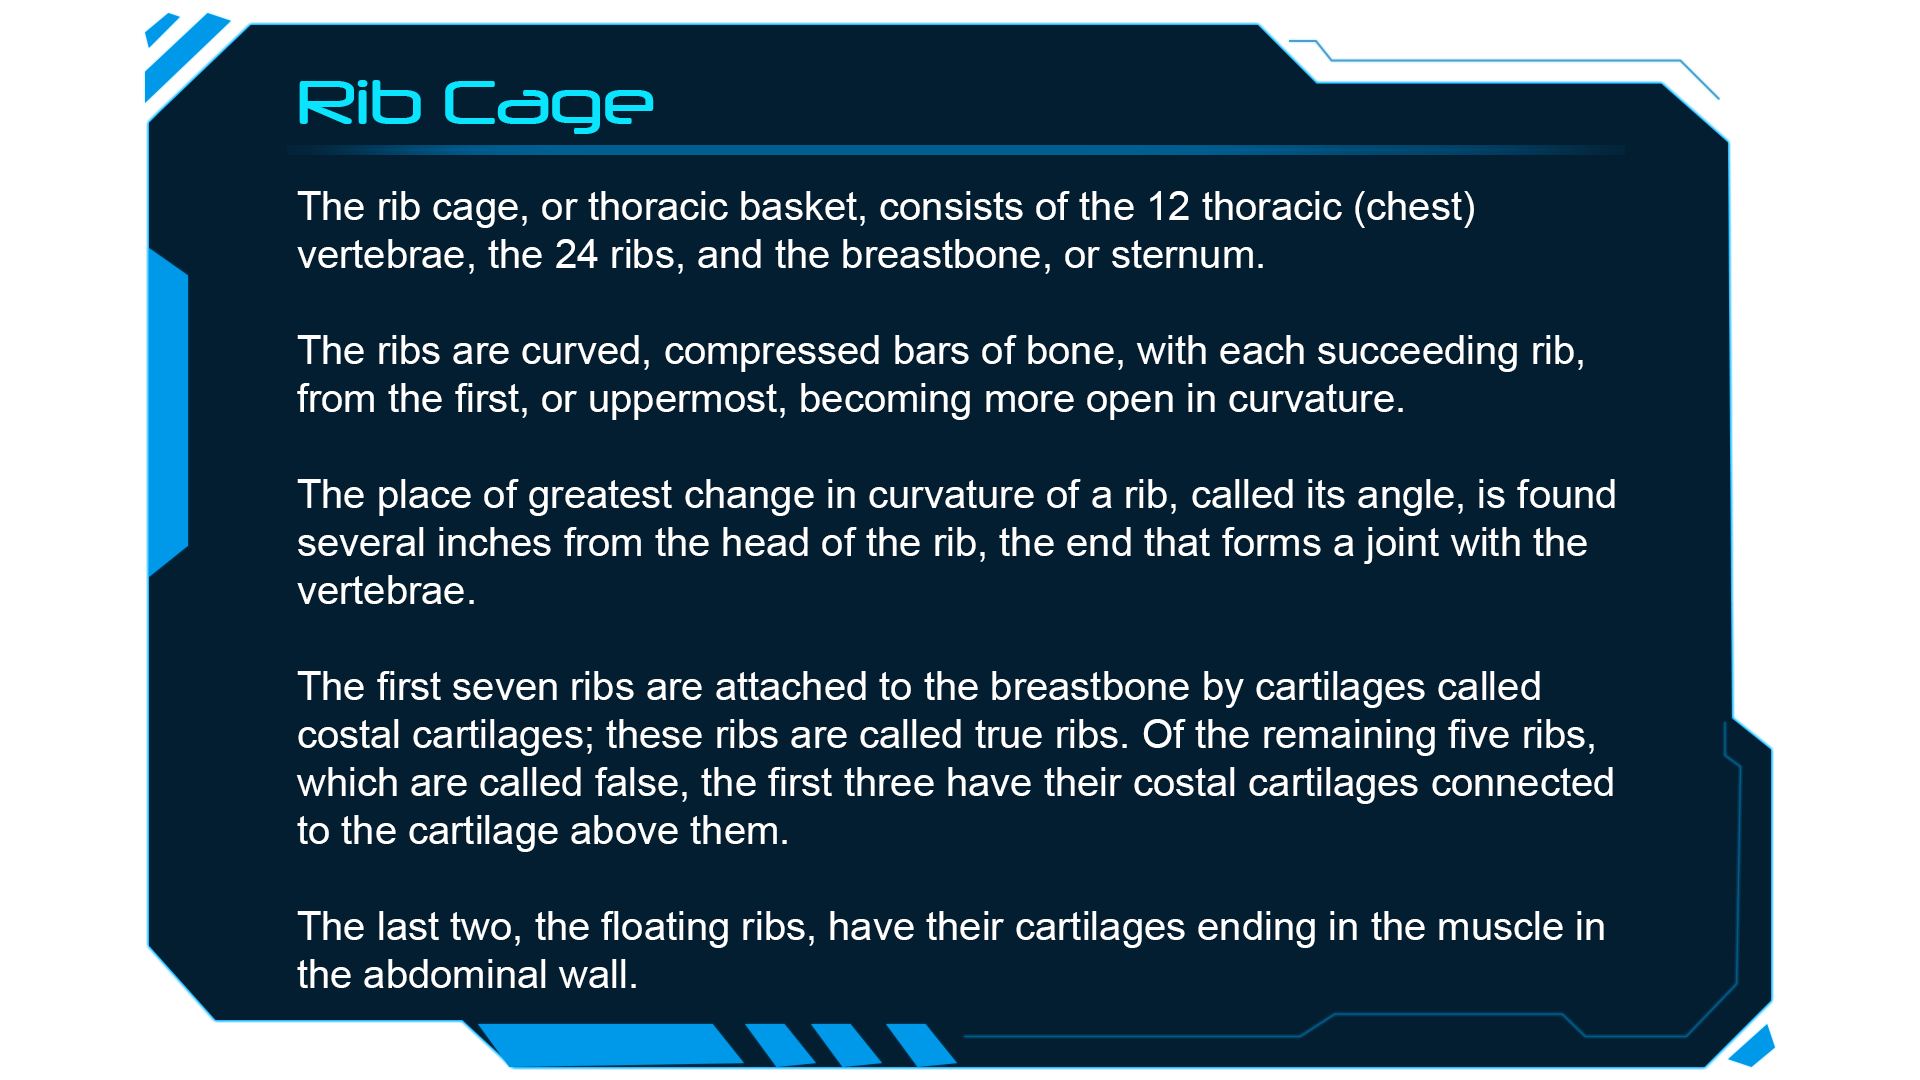 Rib Cage
The rib cage, or thoracic basket, consists of the 12 thoracic (chest)
vertebrae, the 24 ribs, and the breastbone, or sternum.
The ribs are curved, compressed bars of bone, with each succeeding rib,
from the first, or uppermost, becoming more open in curvature.
The place of greatest change in curvature of a rib, called its angle, is found
several inches from the head of the rib, the end that forms a joint with the
vertebrae.
The first seven ribs are attached to the breastbone by cartilages called
costal cartilages; these ribs are called true ribs. Of the remaining five ribs,
which are called false, the first three have their costal cartilages connected
to the cartilage above them.
The last two, the floating ribs, have their cartilages ending in the muscle in
the abdominal wall.